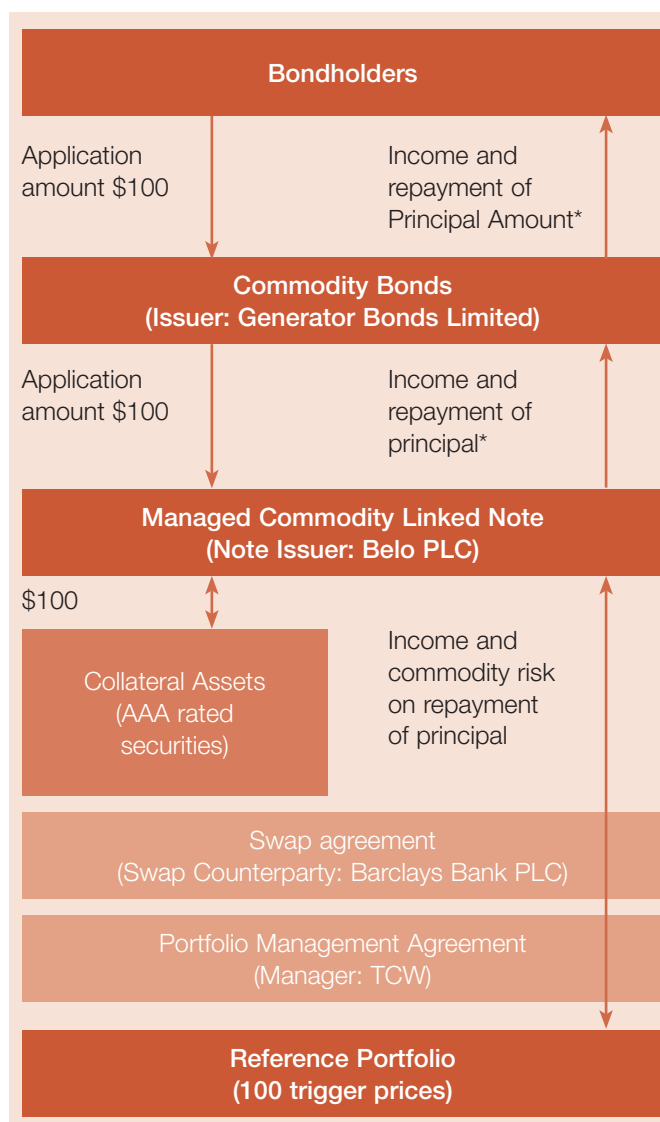 Bondholders
Application
amount $100
Income and
repayment of
Principal Amount*
Commodity Bonds
(Issuer: Generator Bonds Limited)
Application
amount $100
Income and
repayment of
principal*
Managed Commodity Linked Note
(Note Issuer: Belo PLC)
$100
Collateral Assets
(AAA rated
securities)
Income and
commodity risk
on repayment
of principal
Swap agreement
(Swap Counterparty: Barclays Bank PLC)
Portfolio Management Agreement
(Manager: TCW)
Reference Portfolio
(100 trigger prices)